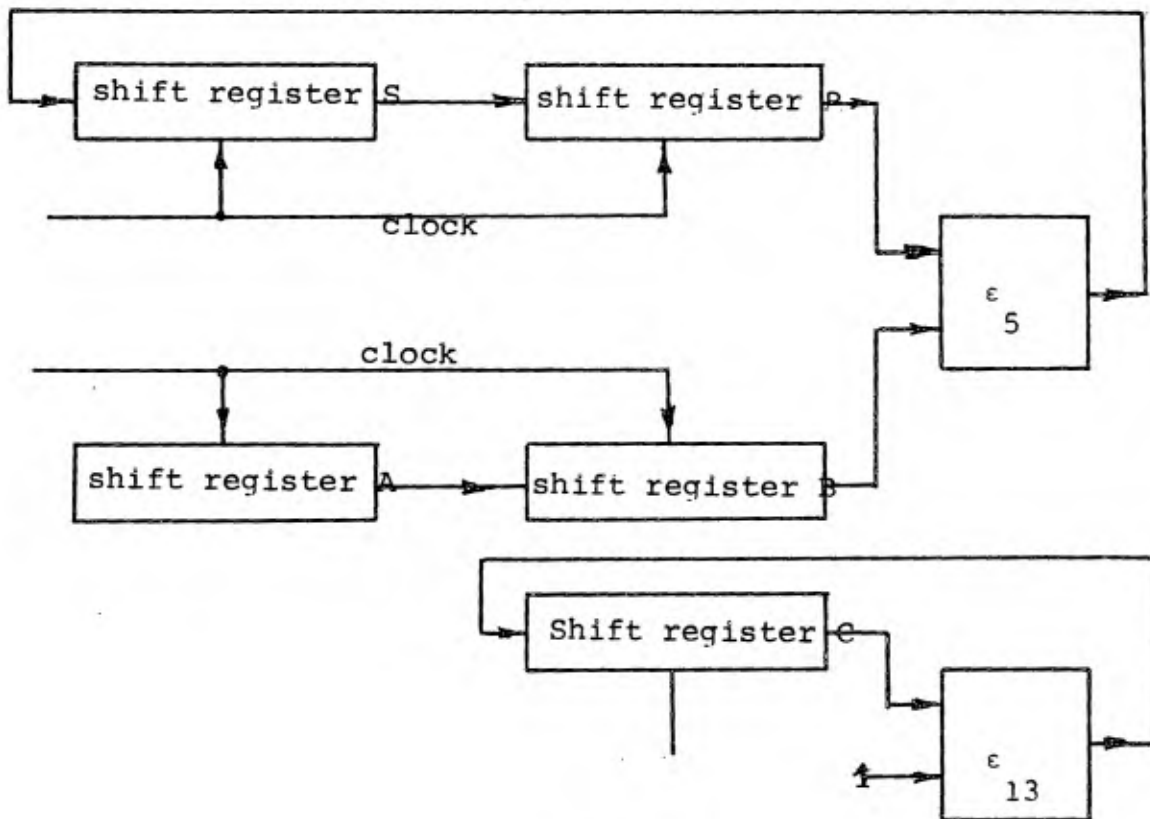 shift register S
shift register P
clock
ε
5
clock
shift register A
shift register B
Shift register C
ε
13
1